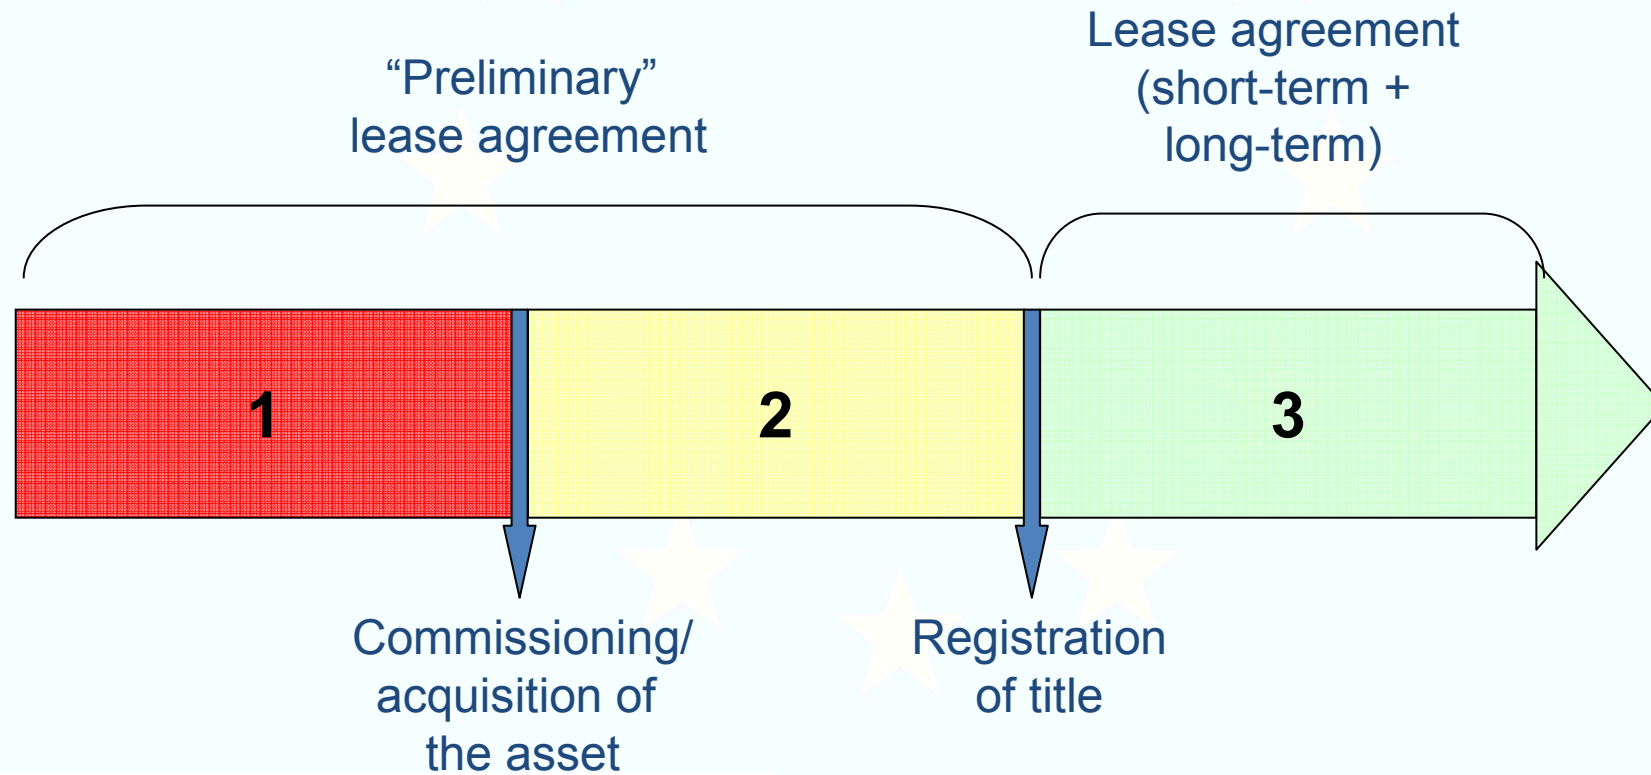 “Preliminary”
lease agreement
Lease agreement
(short-term +
long-term)
1
2
3
Commissioning/
acquisition of
the asset
Registration
of title